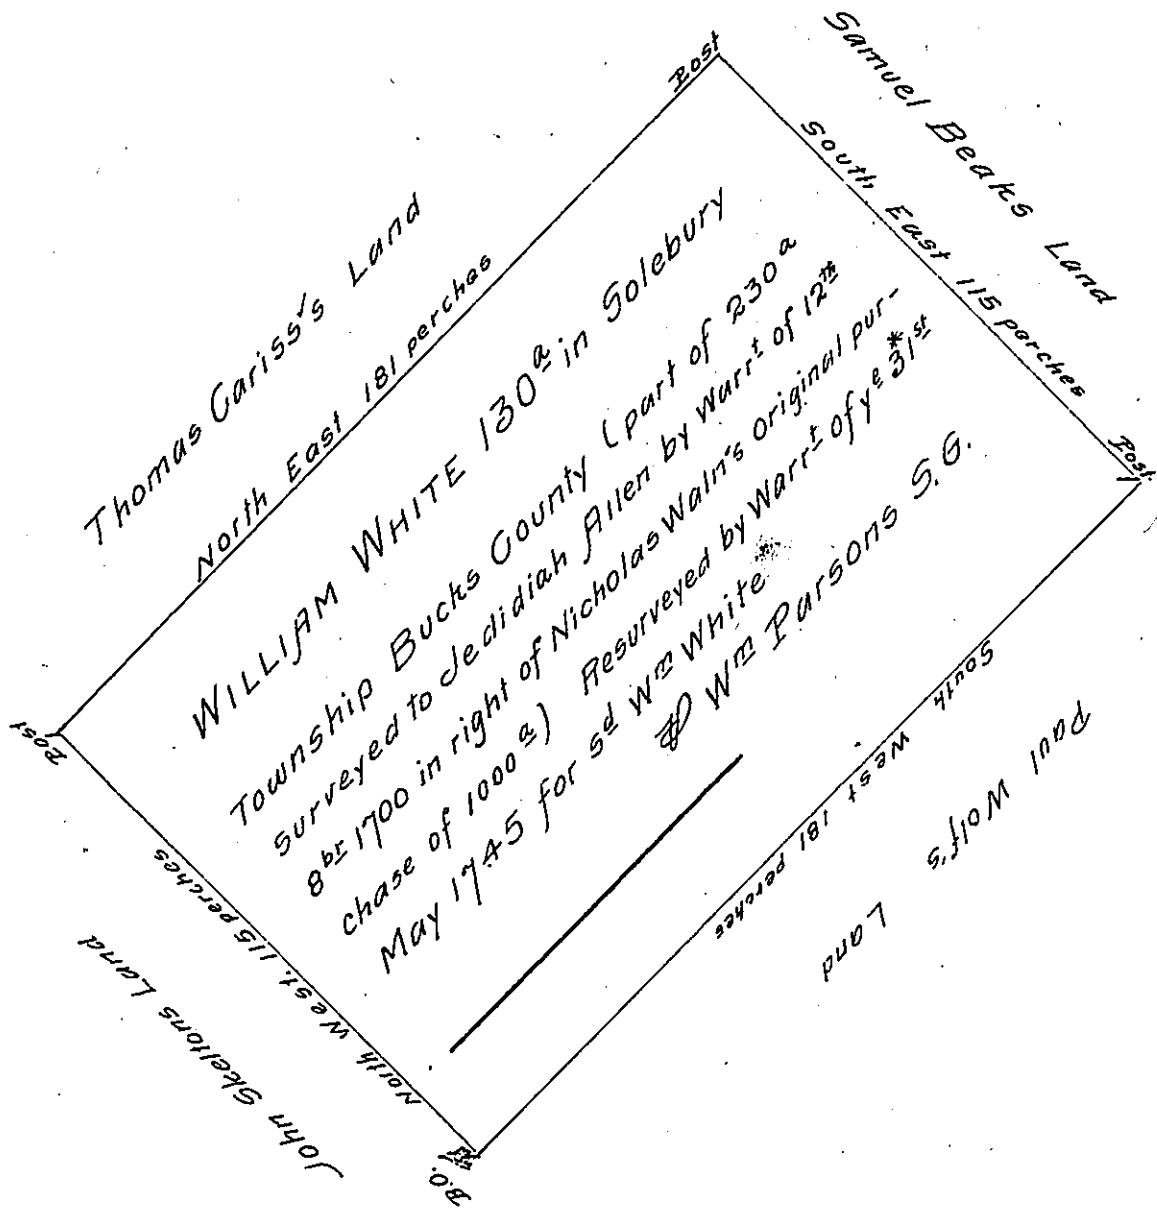 Samuel Beaks Land
Post
South East 115 perches
Thomas Cariss's Land
North East 181 perches
WILLIAM WHITE 130a in Solebury
Township Bucks County (part of 230a
surveyed to Jedidiah Allen by Warrt of 12th
8br 1700 in right of Nicholas Waln's original pur-
chase of 1000a) Resurveyed by Warrt of ye 31st*
May 1745 for sd Wm White
Wm Parsons S.G.
Post
Post
South West 181 perches
Paul Wolf's Land
North West. 115 perches
John Skeltons Land
B.O.